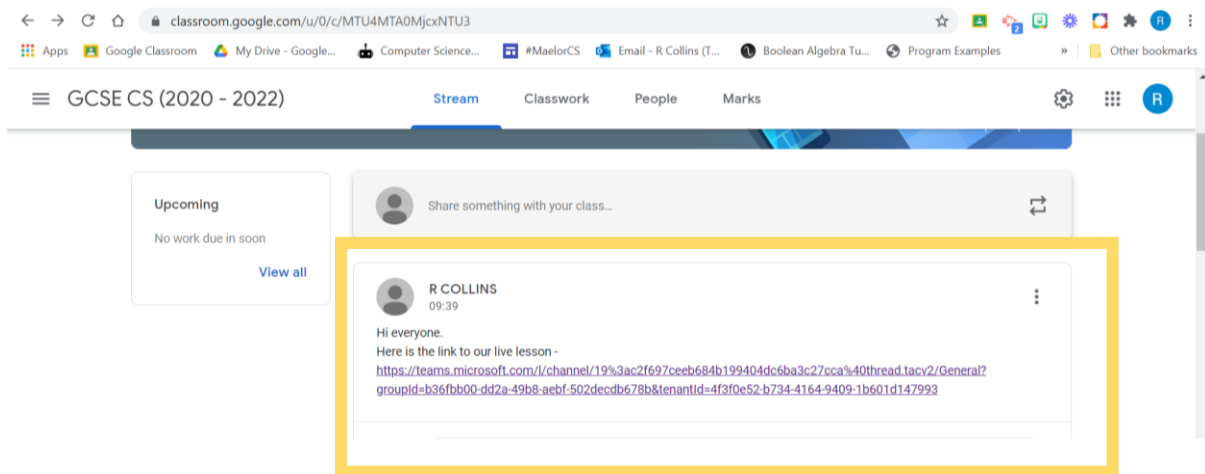 classroom.google.com/u/0/c/MTU4MTA0MjcxNTU3
2
R
Apps Google Classroom My Drive - Google... Computer Science... #MaelorCS Email - R Collins (T... Boolean Algebra Tu... Program Examples » Other bookmarks
GCSE CS (2020 - 2022) Stream Classwork People Marks R
Upcoming
No work due in soon
View all
Share something with your class...
R COLLINS
09:39
Hi everyone.
Here is the link to our live lesson -
https://teams.microsoft.com/l/channel/19%3ac2f697ceeb684b199404dc6ba3c27cca%40thread.tacv2/General?
groupId=b36fbb00-dd2a-49b8-aebf-502decdb678b&tenantId=4f3f0e52-b734-4164-9409-1b601d147993